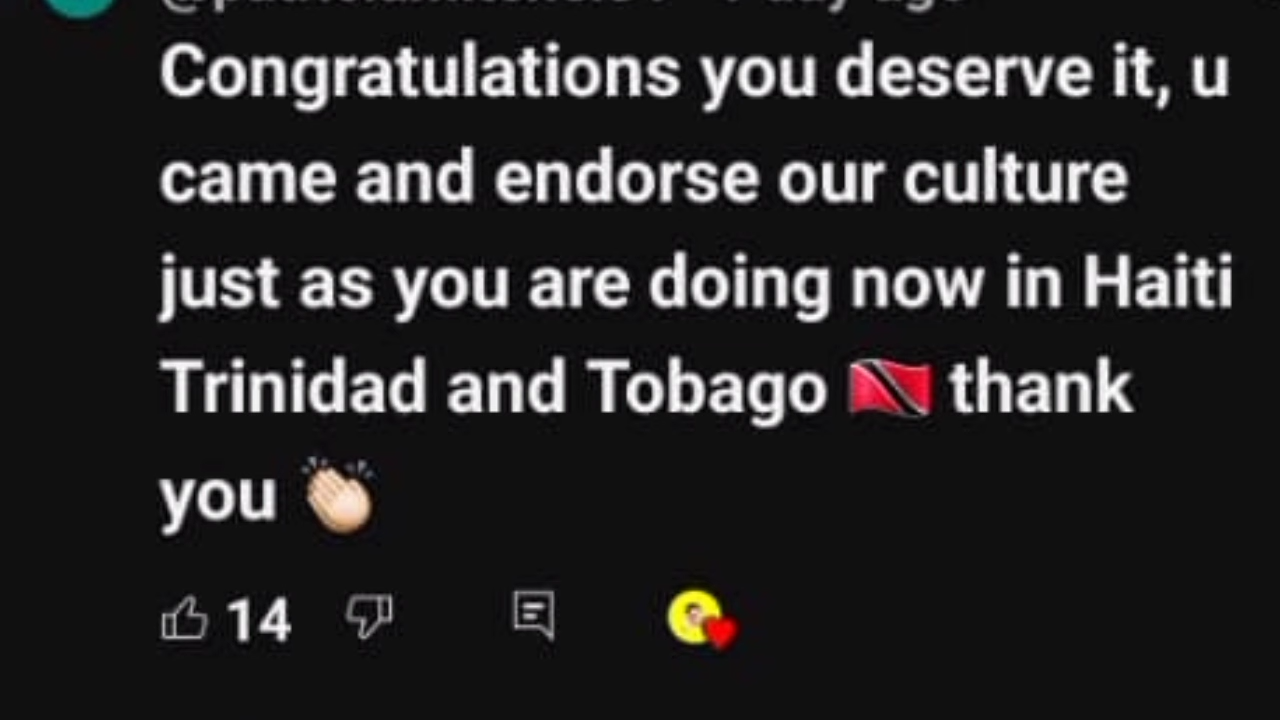 Congratulations you deserve it, u
came and endorse our culture
just as you are doing now in Haiti
Trinidad and Tobago 🇹🇹 thank
you 👏🏻
14